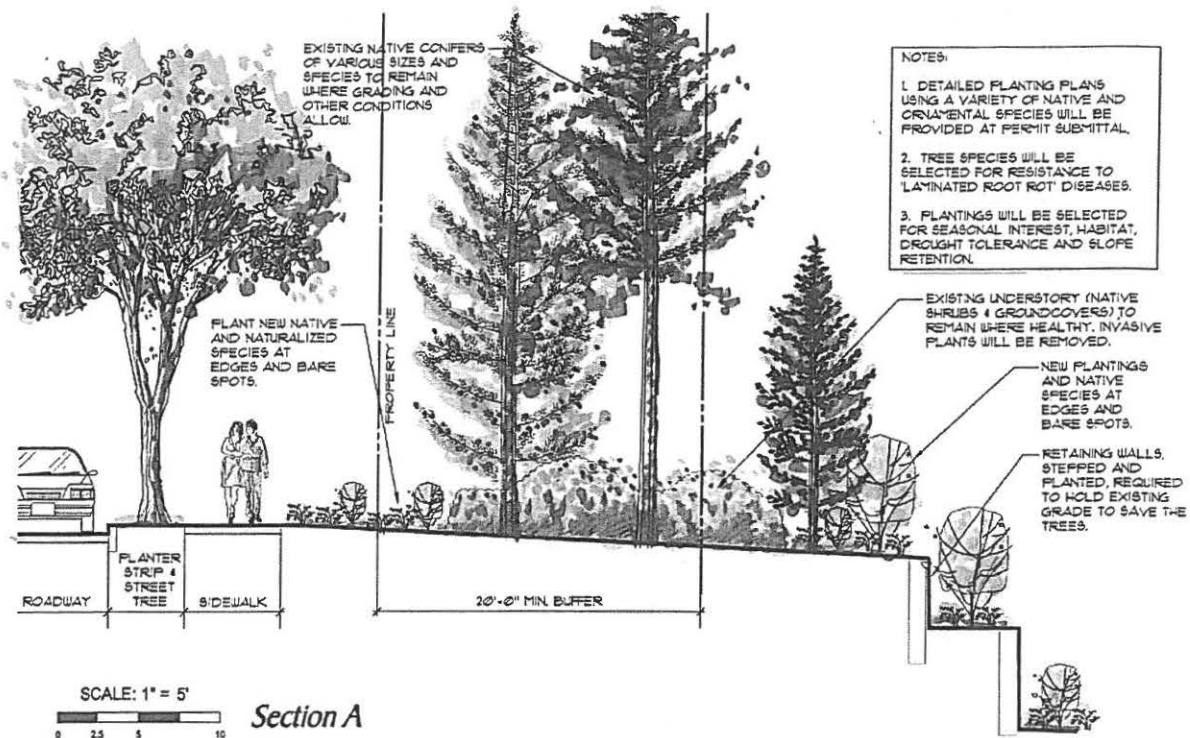 EXISTING NATIVE CONIFERS
OF VARIOUS SIZES AND
SPECIES TO REMAIN
WHERE GRADING AND
OTHER CONDITIONS
ALLOW.
NOTES:
1. DETAILED PLANTING PLANS
USING A VARIETY OF NATIVE AND
ORNAMENTAL SPECIES WILL BE
PROVIDED AT PERMIT SUBMITTAL.
2. TREE SPECIES WILL BE
SELECTED FOR RESISTANCE TO
'LAMINATED ROOT ROT' DISEASES.
3. PLANTINGS WILL BE SELECTED
FOR SEASONAL INTEREST, HABITAT,
DROUGHT TOLERANCE AND SLOPE
RETENTION.
PLANT NEW NATIVE
AND NATURALIZED
SPECIES AT
EDGES AND BARE
SPOTS.
PROPERTY LINE
EXISTING UNDERSTORY (NATIVE
SHRUBS & GROUNDCOVERS) TO
REMAIN WHERE HEALTHY. INVASIVE
PLANTS WILL BE REMOVED.
NEW PLANTINGS
AND NATIVE
SPECIES AT
EDGES AND
BARE SPOTS.
RETAINING WALLS,
STEPPED AND
PLANTED, REQUIRED
TO HOLD EXISTING
GRADE TO SAVE THE
TREES.
ROADWAY
PLANTER
STRIP &
STREET
TREE
SIDEWALK
20'-0" MIN. BUFFER
SCALE: 1" = 5'
0 2.5 5 10
Section A